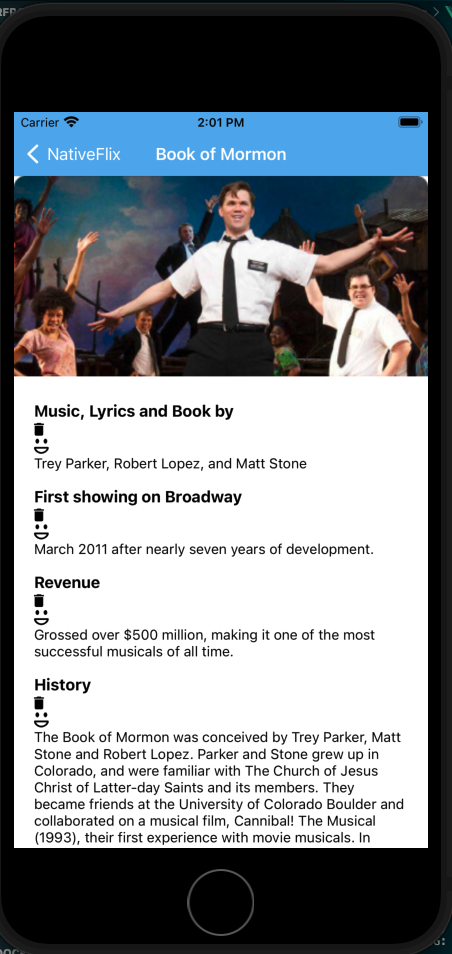 Carrier 2:01 PM
NativeFlix Book of Mormon
Music, Lyrics and Book by
Trey Parker, Robert Lopez, and Matt Stone
First showing on Broadway
March 2011 after nearly seven years of development.
Revenue
Grossed over $500 million, making it one of the most
successful musicals of all time.
History
The Book of Mormon was conceived by Trey Parker, Matt
Stone and Robert Lopez. Parker and Stone grew up in
Colorado, and were familiar with The Church of Jesus
Christ of Latter-day Saints and its members. They
became friends at the University of Colorado Boulder and
collaborated on a musical film, Cannibal! The Musical
(1993), their first experience with movie musicals. In